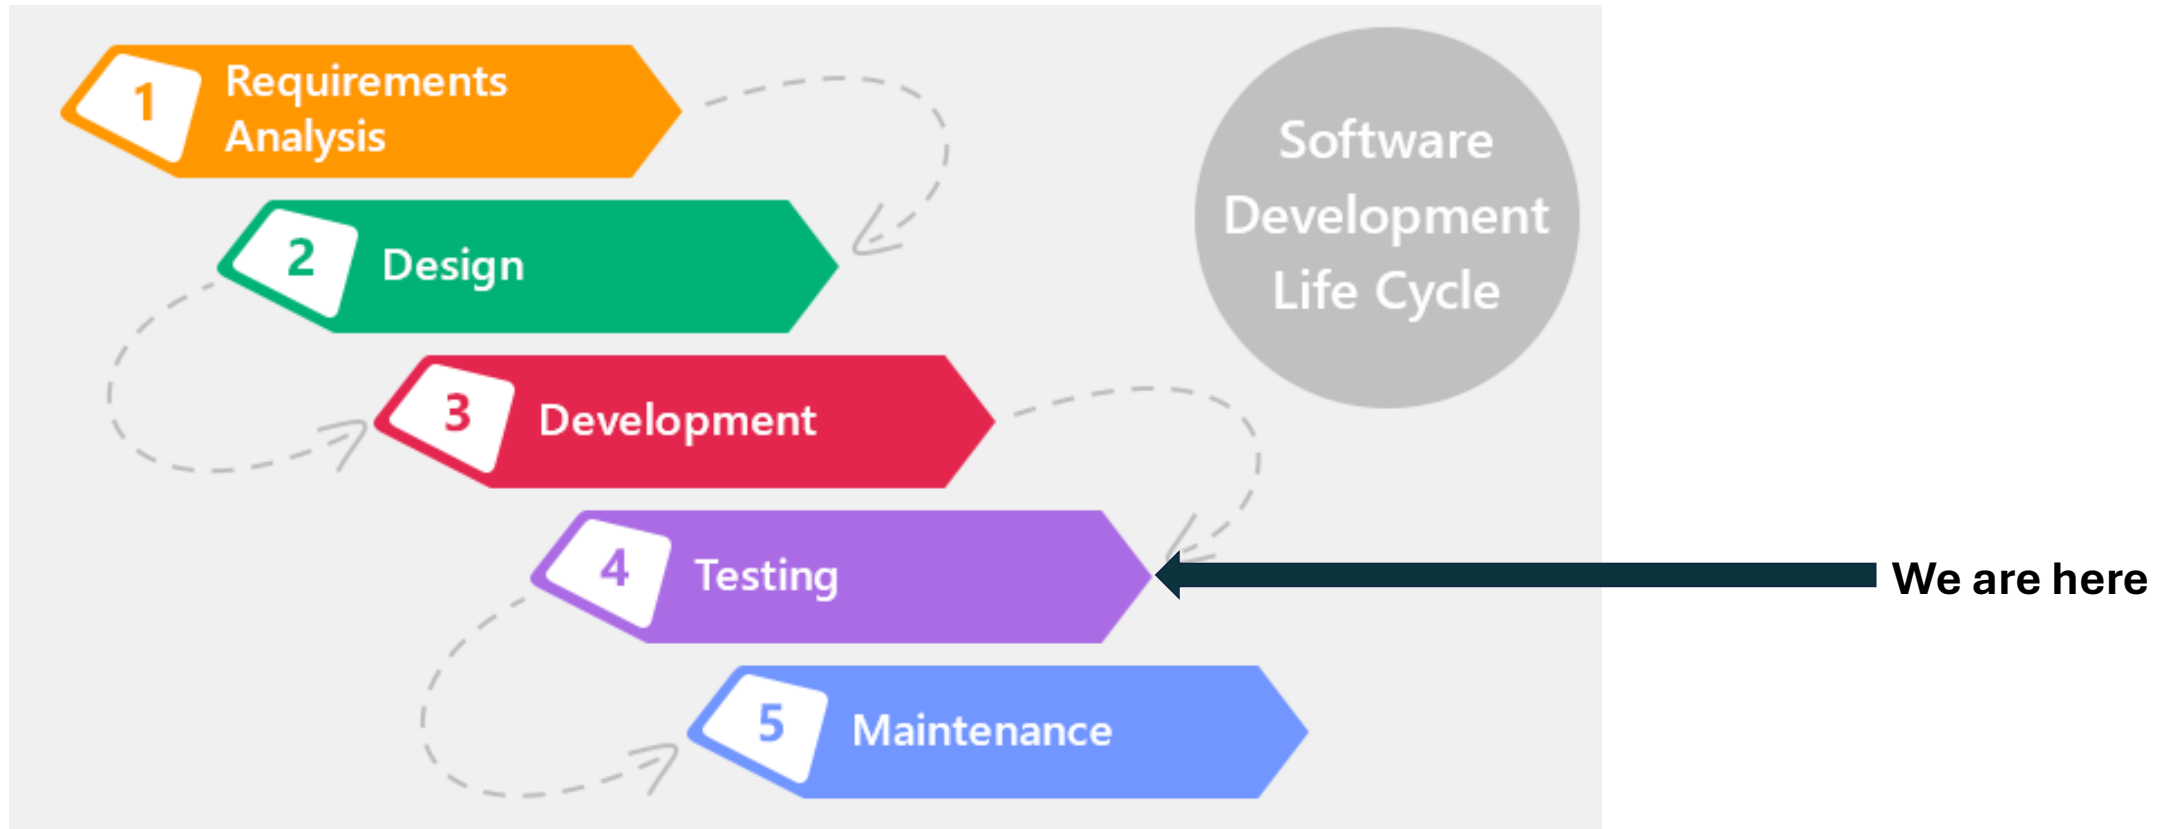 1
Requirements
Analysis
2
Design
3
Development
4
Testing
5
Maintenance
Software
Development
Life Cycle
We are here